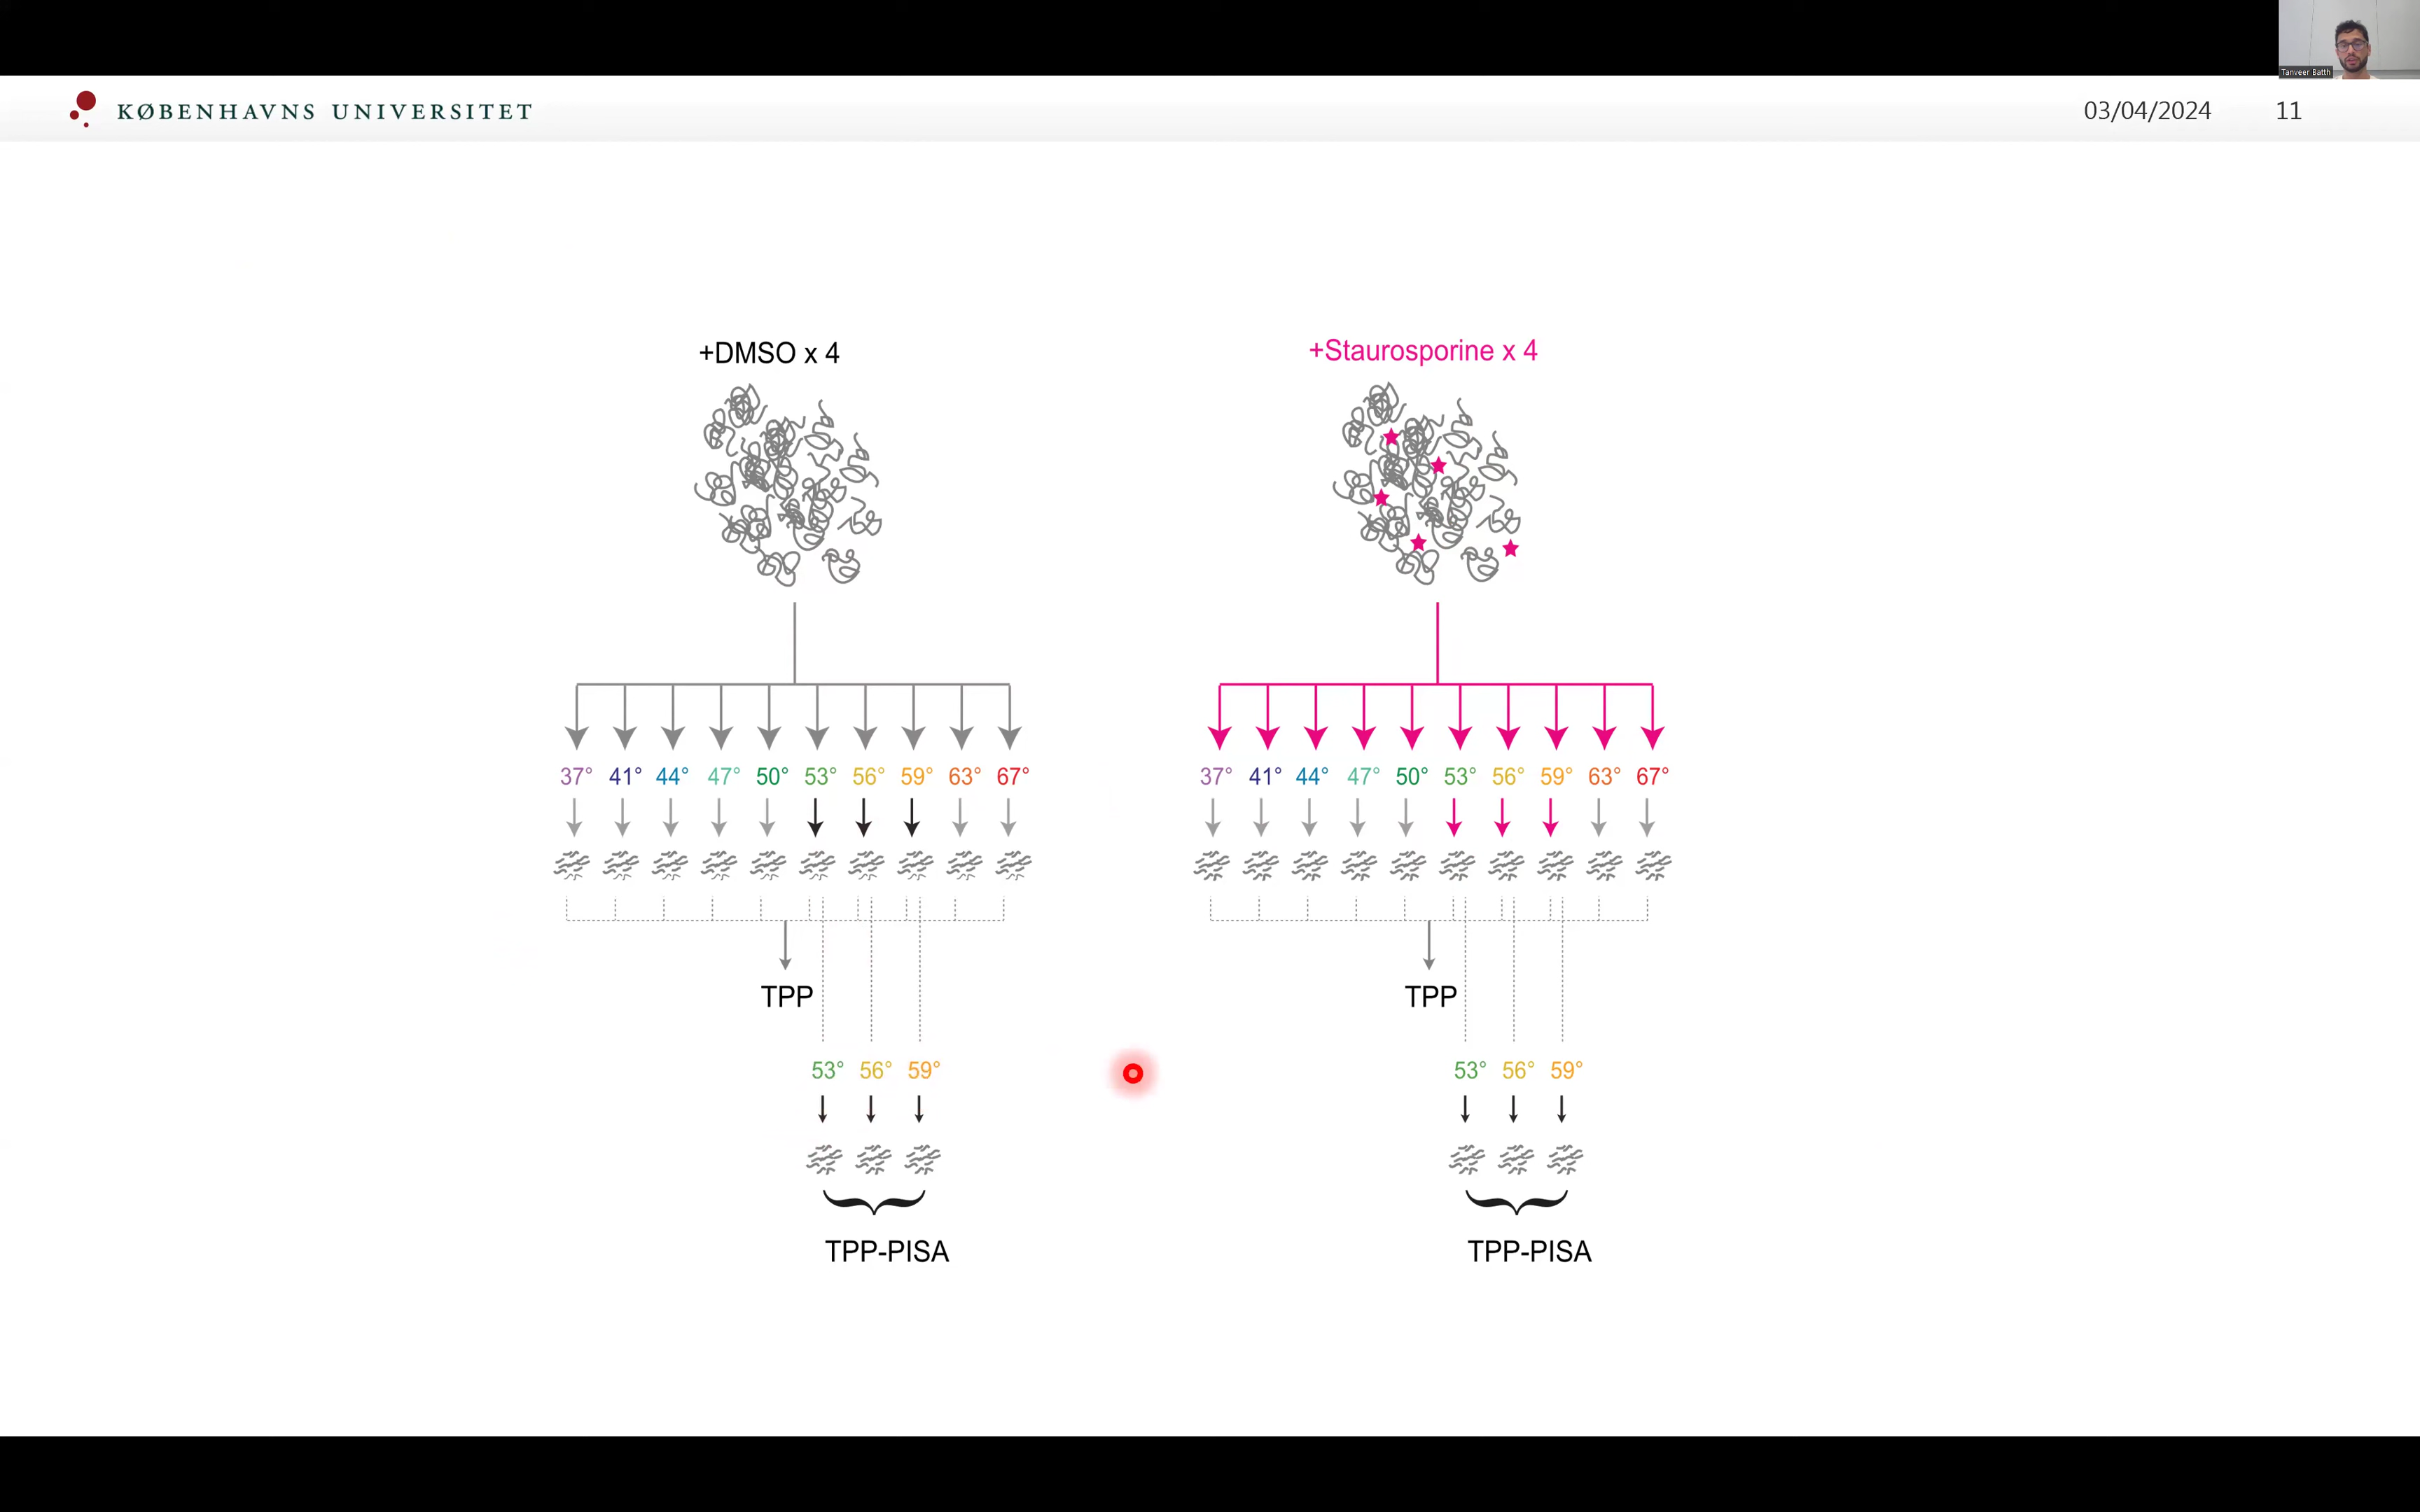 Tanveer Batth
KØBENHAVNS UNIVERSITET
03/04/2024 11
+DMSO x 4
+Staurosporine x 4
37° 41° 44° 47° 50° 53° 56° 59° 63° 67°
37° 41° 44° 47° 50° 53° 56° 59° 63° 67°
TPP
TPP
53° 56° 59°
53° 56° 59°
TPP-PISA
TPP-PISA